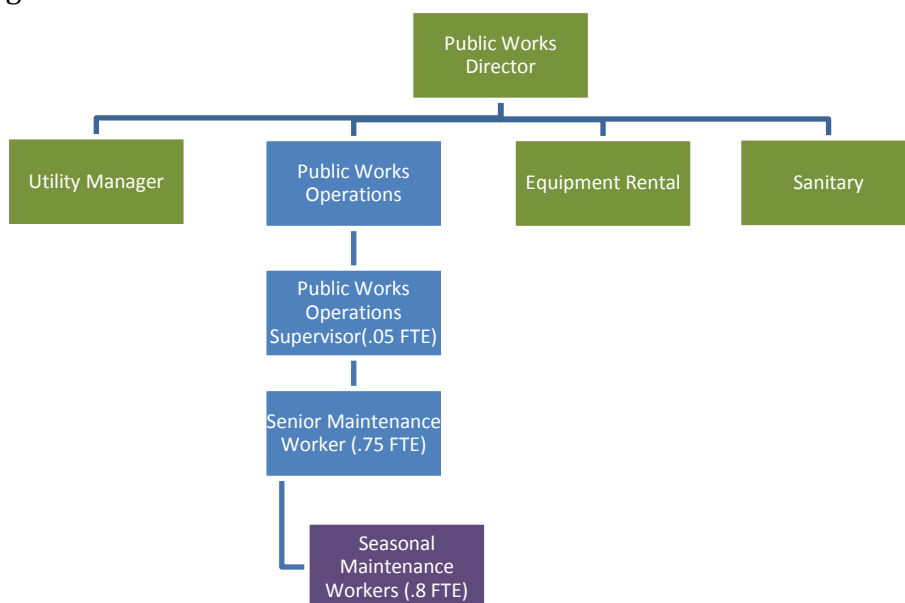 g
Public Works
Director
Utility Manager
Public Works
Operations
Equipment Rental
Sanitary
Public Works
Operations
Supervisor(.05 FTE)
Senior Maintenance
Worker (.75 FTE)
Seasonal
Maintenance
Workers (.8 FTE)